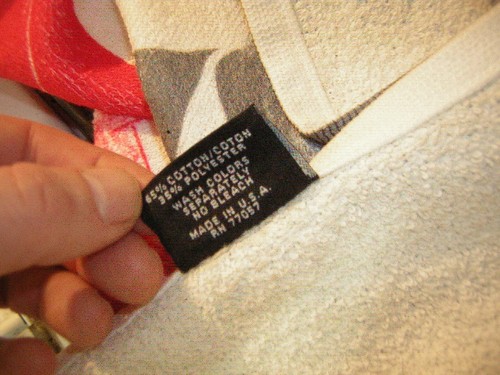 65% COTTON/COTON
35% POLYESTER
WASH COLORS
SEPARATELY
NO BLEACH
MADE IN U.S.A.
RN 77057